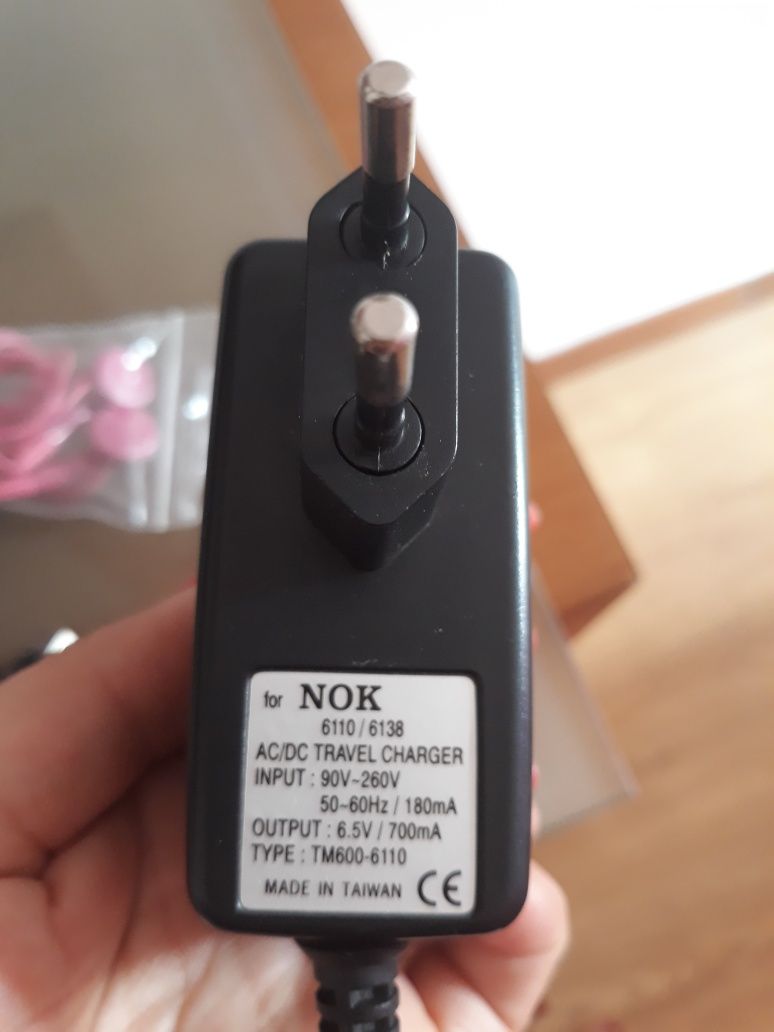 for NOK
6110 / 6138
AC/DC TRAVEL CHARGER
INPUT : 90V~260V
50~60Hz / 180mA
OUTPUT : 6.5V / 700mA
TYPE : TM600-6110
MADE IN TAIWAN CE